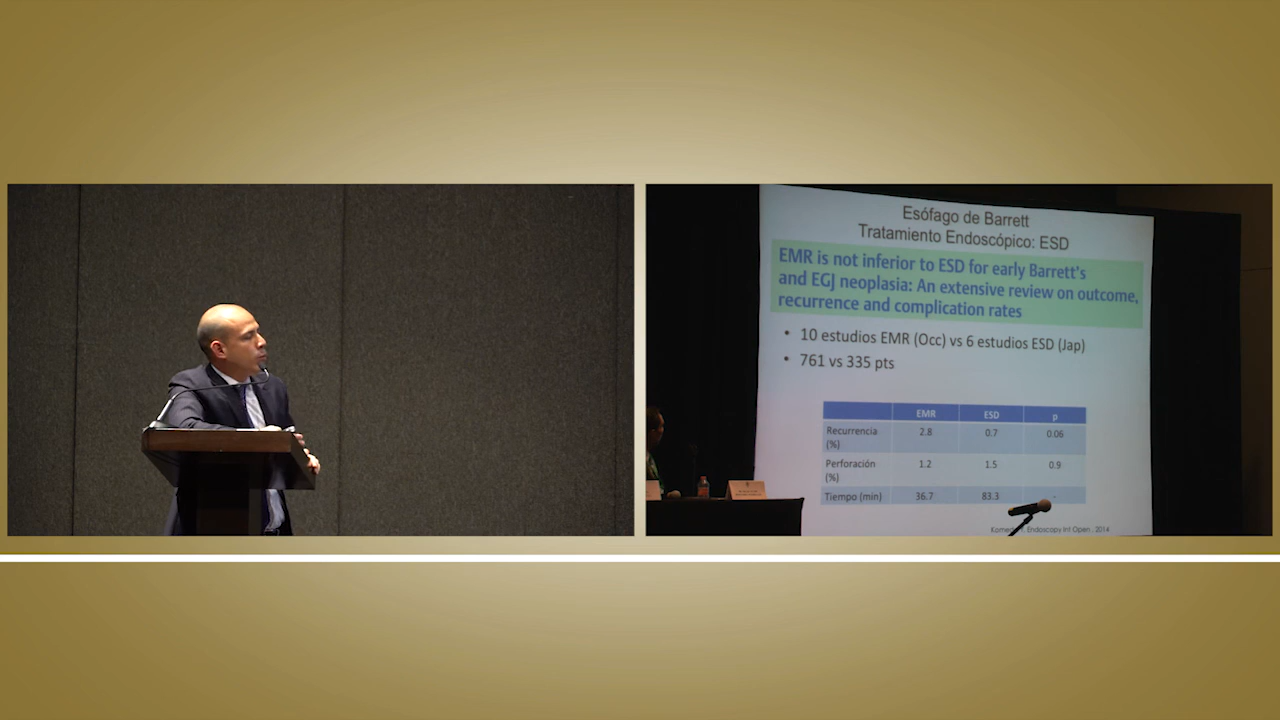 Esófago de Barrett
Tratamiento Endoscópico: ESD
EMR is not inferior to ESD for early Barrett's
and EGJ neoplasia: An extensive review on outcome,
recurrence and complication rates
• 10 estudios EMR (Occ) vs 6 estudios ESD (Jap)
• 761 vs 335 pts
EMR ESD p
Recurrencia (%) 2.8 0.7 0.06
Perforación (%) 1.2 1.5 0.9
Tiempo (min) 36.7 83.3 -
Endoscopy Int Open. 2014